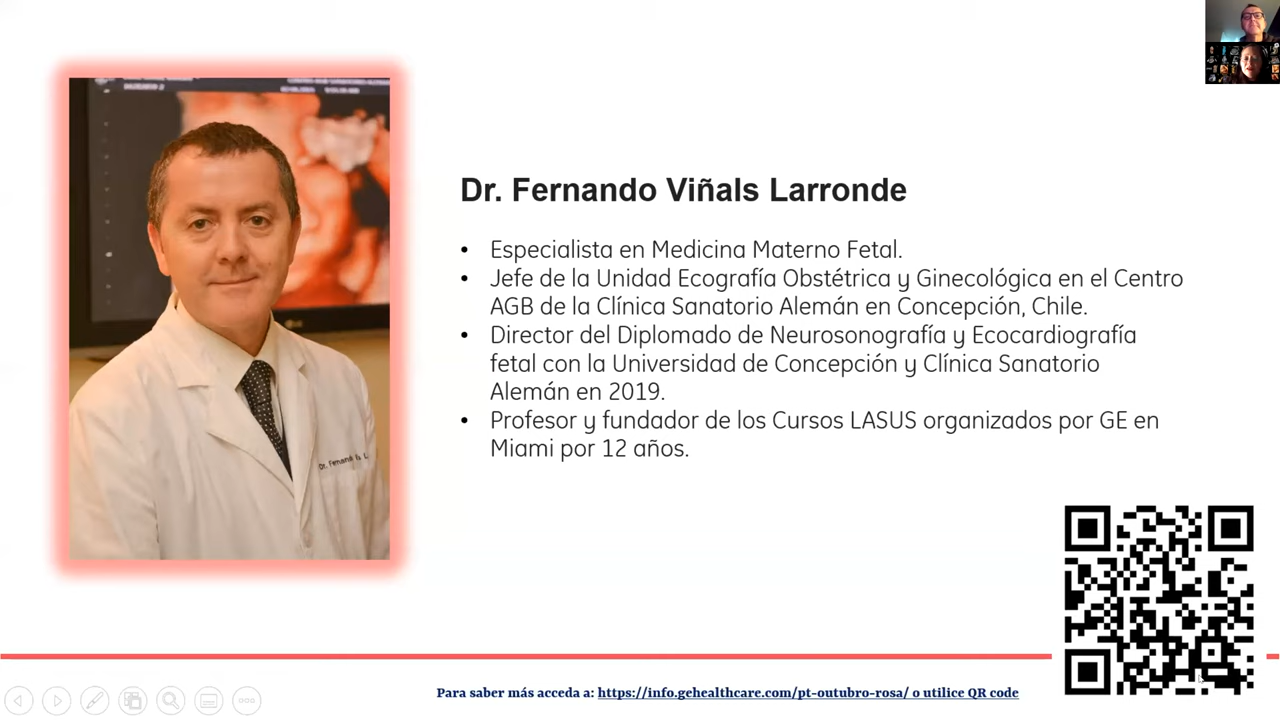 Dr. Fernando Viñals Larronde
• Especialista en Medicina Materno Fetal.
• Jefe de la Unidad Ecografía Obstétrica y Ginecológica en el Centro
AGB de la Clínica Sanatorio Alemán en Concepción, Chile.
• Director del Diplomado de Neurosonografía y Ecocardiografía
fetal con la Universidad de Concepción y Clínica Sanatorio
Alemán en 2019.
• Profesor y fundador de los Cursos LASUS organizados por GE en
Miami por 12 años.
Dr. Fernando
LG
Para saber más acceda a: https://info.gehealthcare.com/pt-outubro-rosa/ o utilice QR code